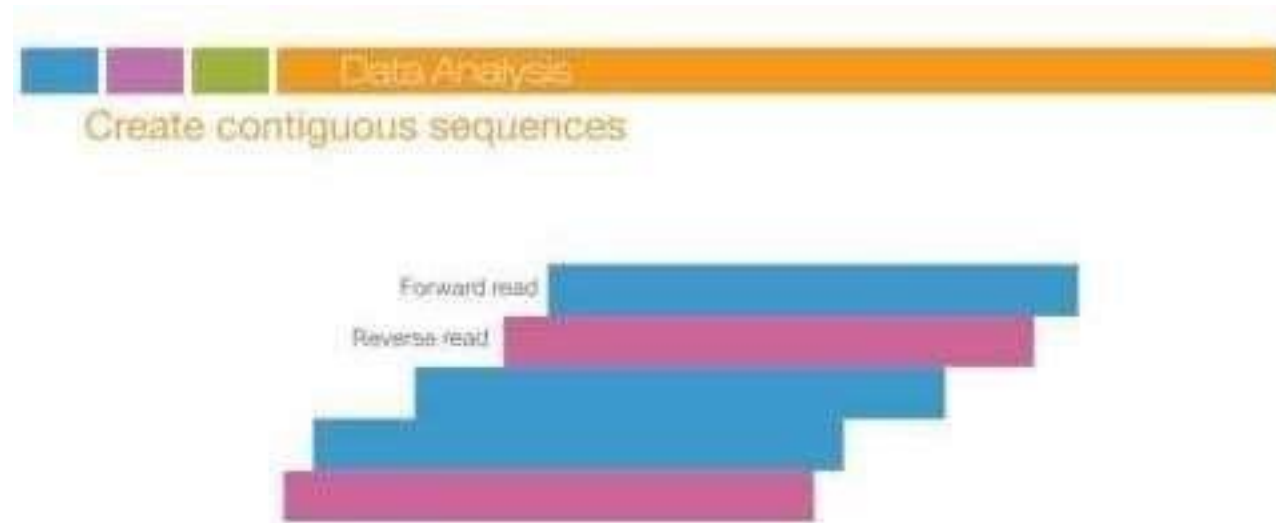 Data Analysis
Create contiguous sequences
Forward read
Reverse read